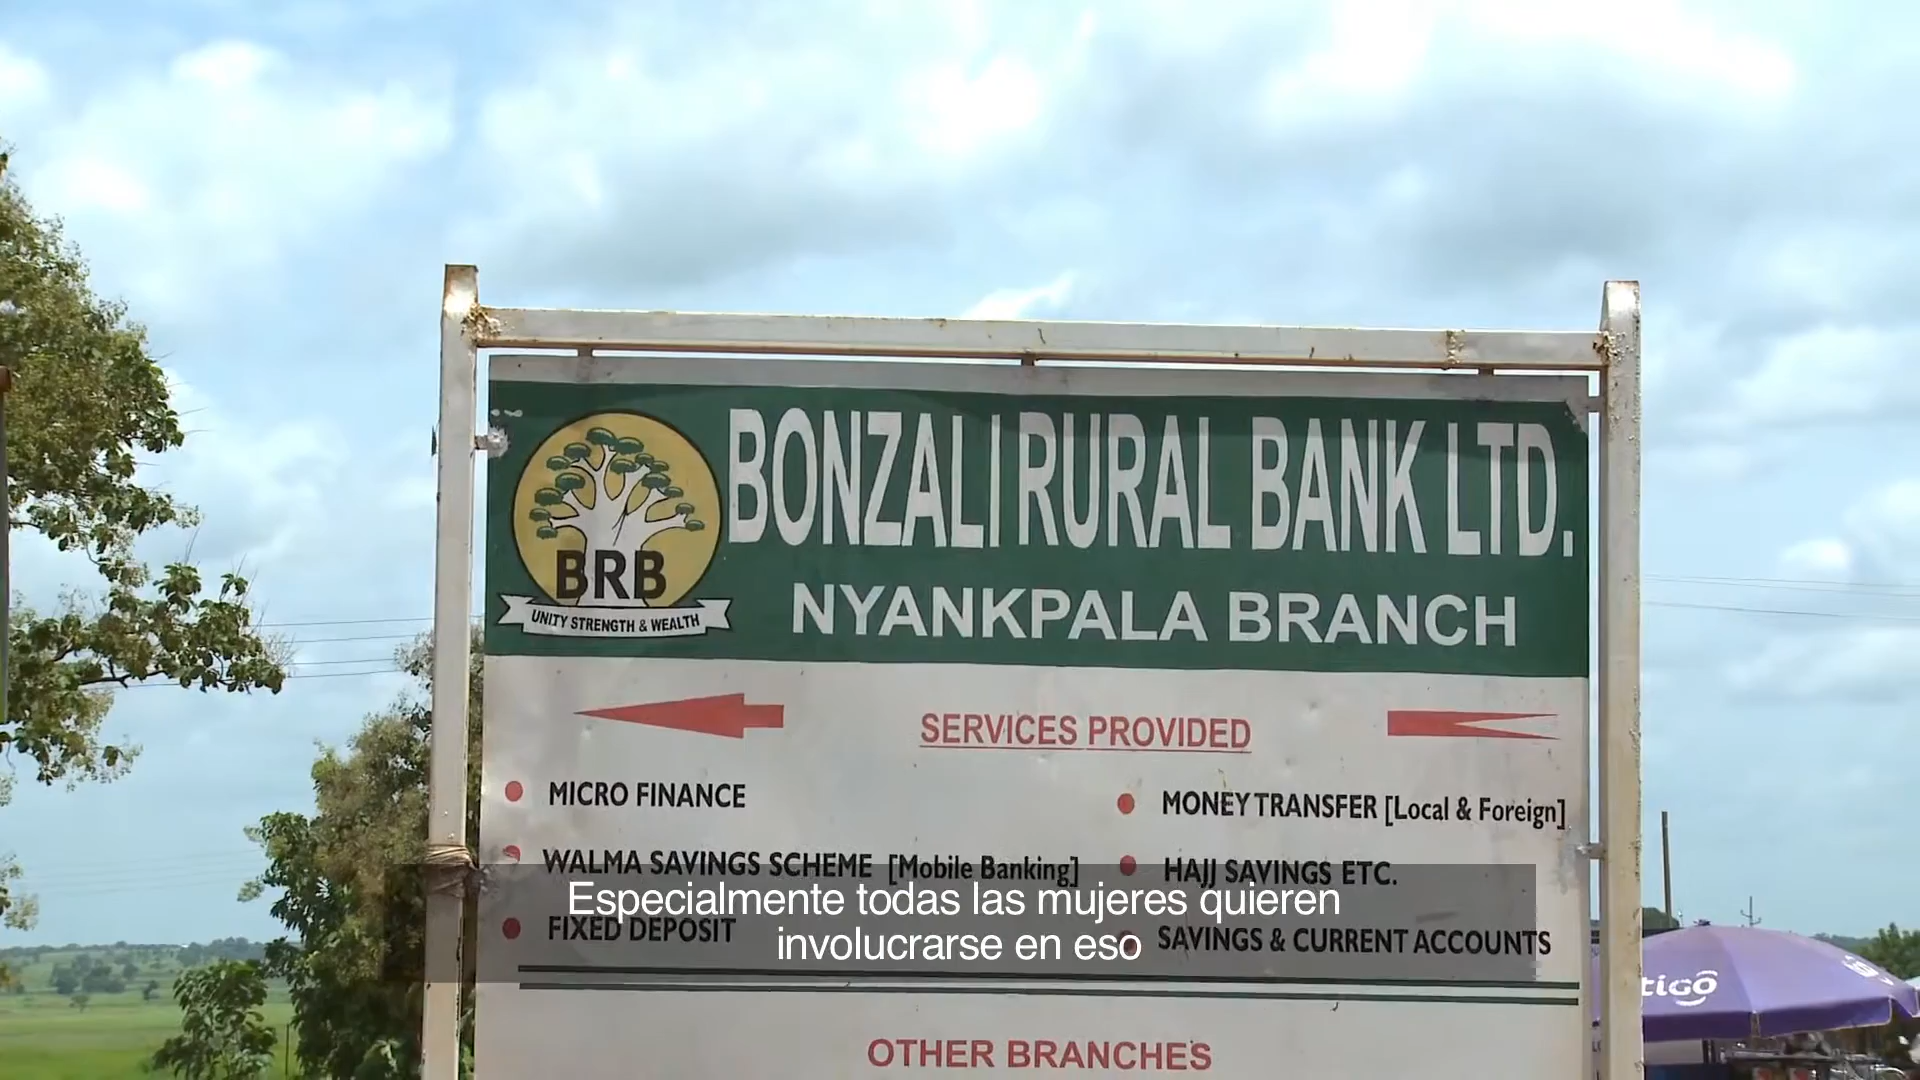 BONZALI RURAL BANK LTD.
BRB
UNITY STRENGTH & WEALTH
NYANKPALA BRANCH
SERVICES PROVIDED
MICRO FINANCE
MONEY TRANSFER [Local & Foreign]
WALMA SAVINGS SCHEME [Mobile Banking]
HAJJ SAVINGS ETC.
FIXED DEPOSIT
SAVINGS & CURRENT ACCOUNTS
Especialmente todas las mujeres quieren
involucrarse en eso
tiGO
OTHER BRANCHES